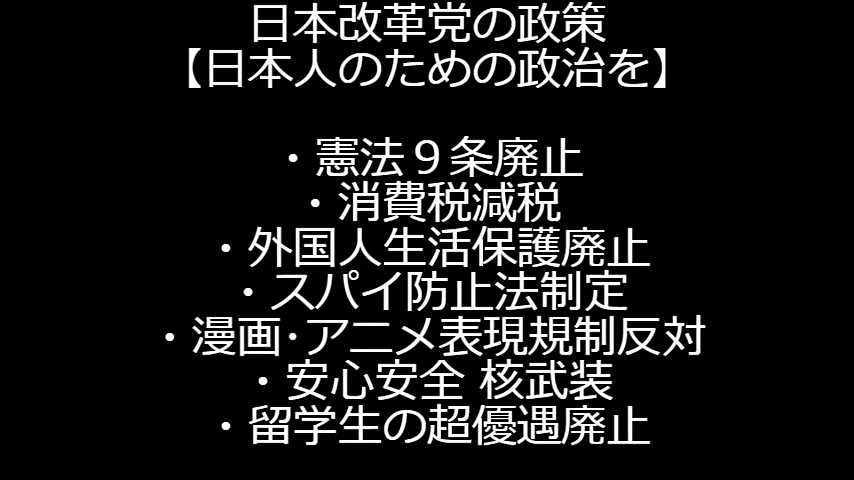 日本改革党の政策
【日本人のための政治を】
・憲法９条廃止
・消費税減税
・外国人生活保護廃止
・スパイ防止法制定
・漫画･アニメ表現規制反対
・安心安全 核武装
・留学生の超優遇廃止